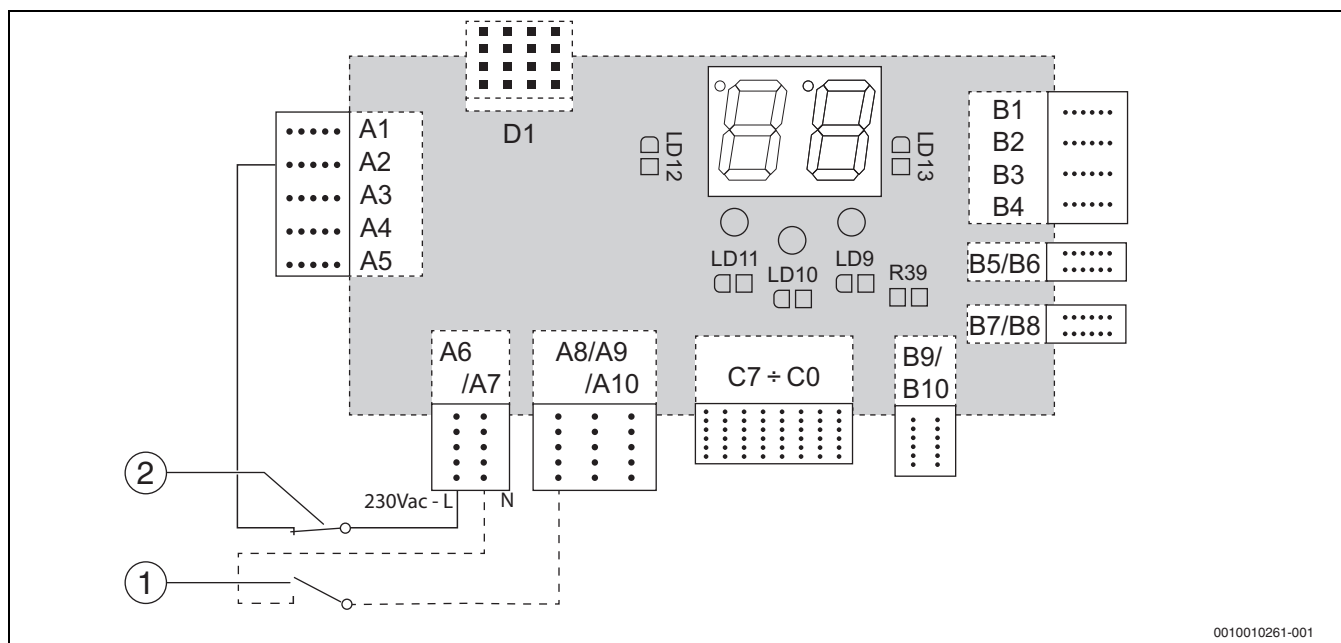 D1
A1
A2
A3
A4
A5
LD12
LD13
B1
B2
B3
B4
LD11
LD10
LD9
R39
B5/B6
B7/B8
A6
/A7
A8/A9
/A10
C7 ÷ C0
B9/
B10
2
230Vac - L
N
1
0010010261-001